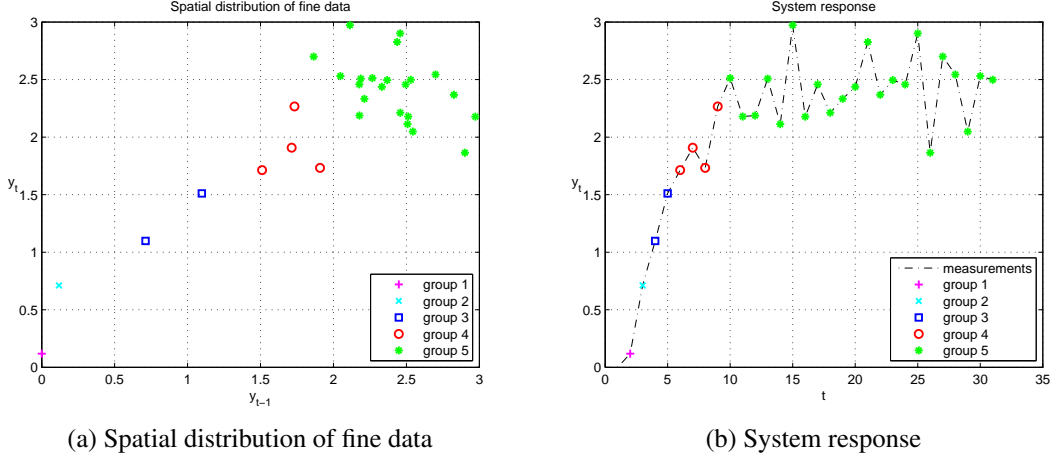 Spatial distribution of fine data
3
2.5
2
y_t
1.5
1
0.5
0
0 0.5 1 1.5 2 2.5 3
y_{t−1}
group 1
group 2
group 3
group 4
group 5
(a) Spatial distribution of fine data
System response
3
2.5
2
y_t
1.5
1
0.5
0
0 5 10 15 20 25 30 35
t
measurements
group 1
group 2
group 3
group 4
group 5
(b) System response